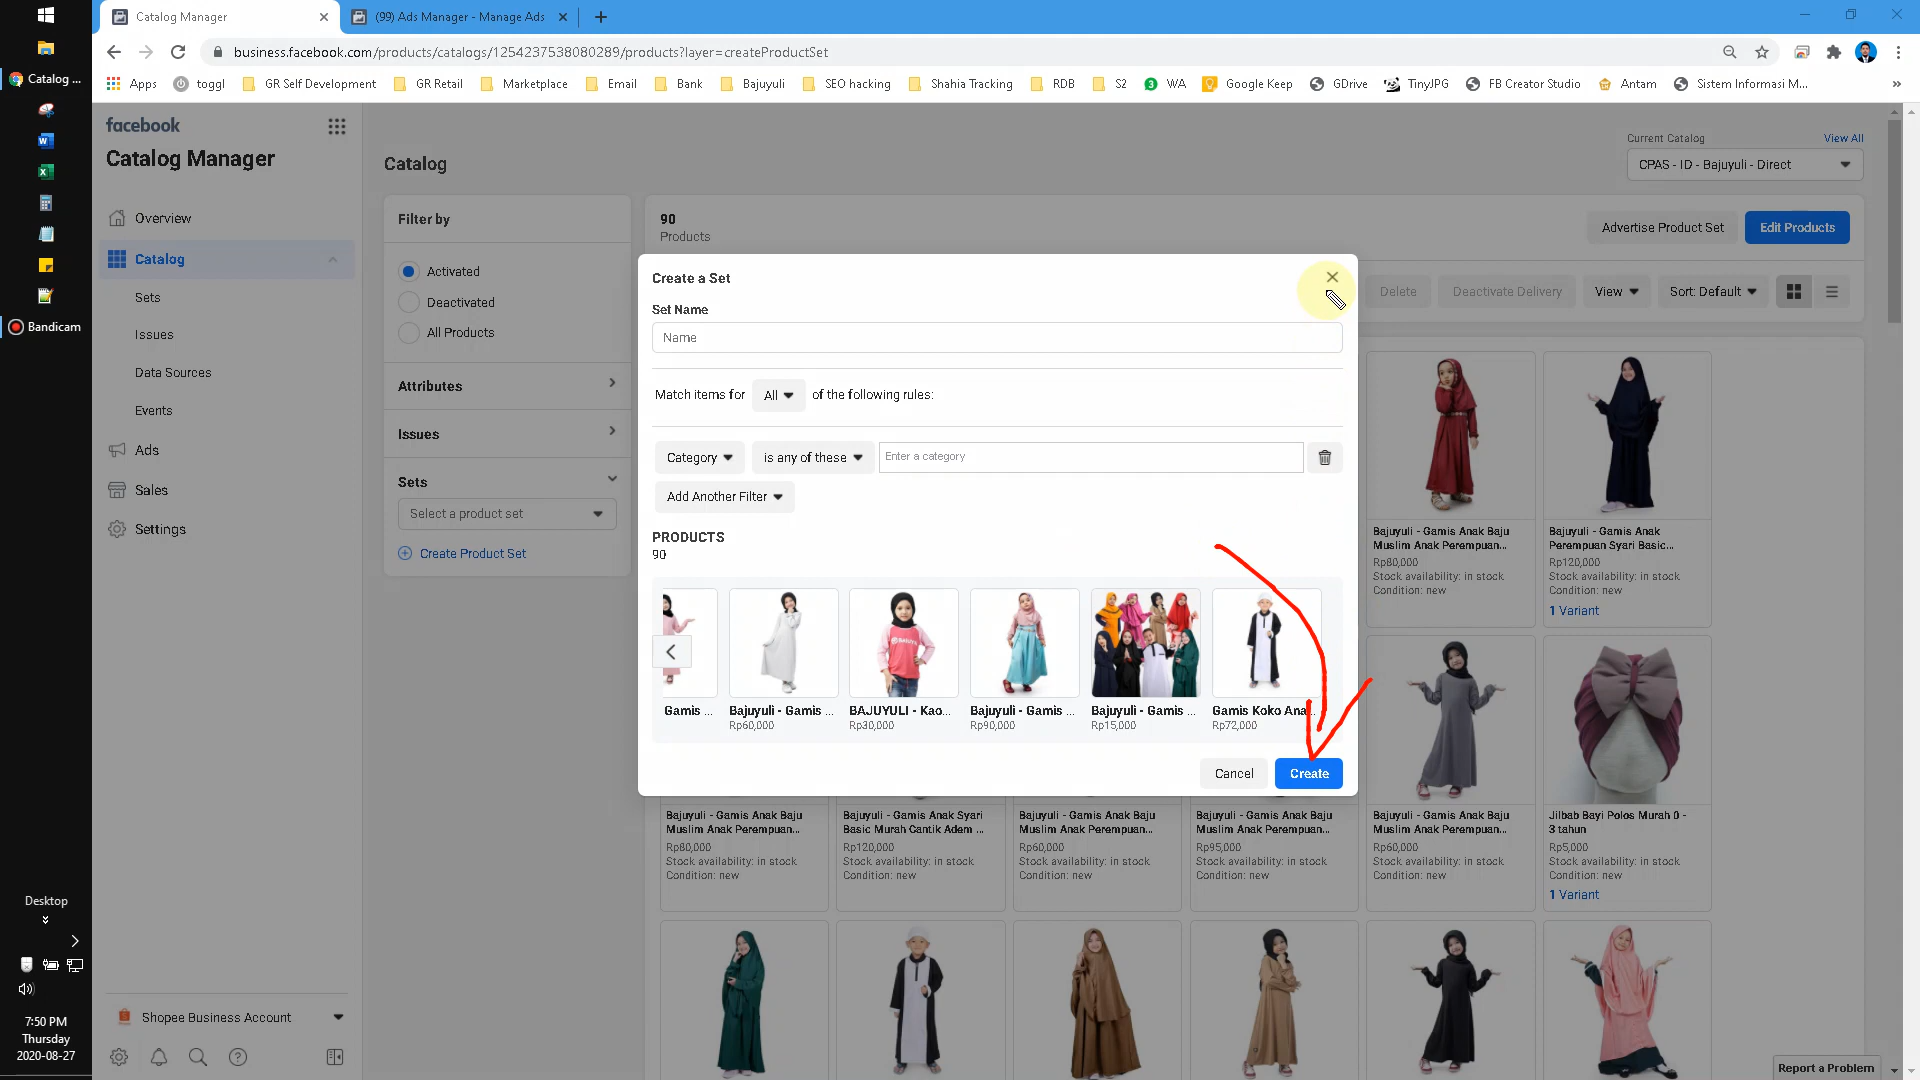 Catalog Manager
(99) Ads Manager - Manage Ads
business.facebook.com/products/catalogs/1254237538080289/products?layer=createProductSet
Apps
toggl
GR Self Development
GR Retail
Marketplace
Email
Bank
Bajuyuli
SEO hacking
Shahia Tracking
RDB
S2
WA
Google Keep
GDrive
TinyJPG
FB Creator Studio
Antam
Sistem Informasi M...
Catalog ...
Bandicam
Desktop
7:50 PM
Thursday
2020-08-27
facebook
Catalog Manager
Overview
Catalog
Sets
Issues
Data Sources
Events
Ads
Sales
Settings
Shopee Business Account
Catalog
Current Catalog
View All
CPAS - ID - Bajuyuli - Direct
Filter by
Activated
Deactivated
All Products
Attributes
Issues
Sets
Select a product set
Create Product Set
90
Products
Advertise Product Set
Edit Products
Delete
Deactivate Delivery
View
Sort: Default
Create a Set
Set Name
Name
Match items for
All
of the following rules:
Category
is any of these
Enter a category
Add Another Filter
PRODUCTS
90
Gamis ...
Bajuyuli - Gamis ...
Rp60,000
BAJUYULI - Kao...
Rp30,000
Bajuyuli - Gamis ...
Rp90,000
Bajuyuli - Gamis ...
Rp15,000
Gamis Koko Ana...
Rp72,000
Cancel
Create
Bajuyuli - Gamis Anak Baju
Muslim Anak Perempuan...
Rp80,000
Stock availability: in stock
Condition: new
Bajuyuli - Gamis Anak
Perempuan Syari Basic...
Rp120,000
Stock availability: in stock
Condition: new
1 Variant
Bajuyuli - Gamis Anak Baju
Muslim Anak Perempuan...
Rp80,000
Stock availability: in stock
Condition: new
Bajuyuli - Gamis Anak Syari
Basic Murah Cantik Adem ...
Rp120,000
Stock availability: in stock
Condition: new
Bajuyuli - Gamis Anak Baju
Muslim Anak Perempuan...
Rp60,000
Stock availability: in stock
Condition: new
Bajuyuli - Gamis Anak Baju
Muslim Anak Perempuan...
Rp95,000
Stock availability: in stock
Condition: new
Bajuyuli - Gamis Anak Baju
Muslim Anak Perempuan...
Rp60,000
Stock availability: in stock
Condition: new
Jilbab Bayi Polos Murah 0 -
3 tahun
Rp5,000
Stock availability: in stock
Condition: new
1 Variant
Report a Problem